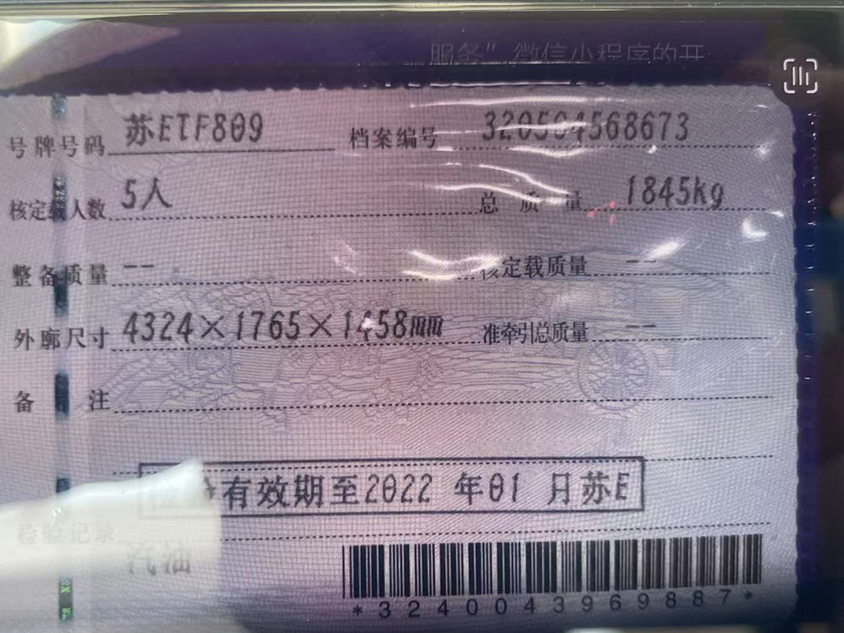 服务”微信小程序的开
号牌号码 苏ETF809 档案编号 320504568673
核定载人数 5人 总质量 1845kg
整备质量 -- 核定载质量 --
外廓尺寸 4324×1765×1458mm 准牵引总质量 --
备注
有效期至2022 年01 月苏E
检验记录
汽油
*3240043969887*